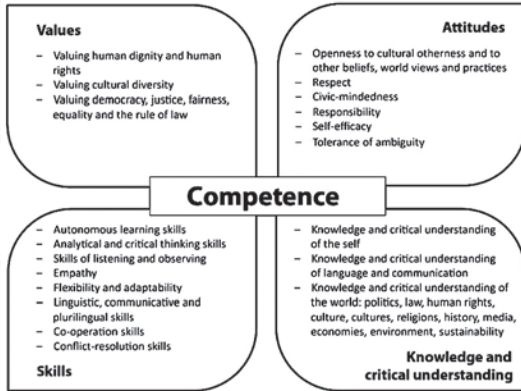 Values
– Valuing human dignity and human
rights
– Valuing cultural diversity
– Valuing democracy, justice, fairness,
equality and the rule of law
Attitudes
– Openness to cultural otherness and to
other beliefs, world views and practices
– Respect
– Civic-mindedness
– Responsibility
– Self-efficacy
– Tolerance of ambiguity
Competence
– Autonomous learning skills
– Analytical and critical thinking skills
– Skills of listening and observing
– Empathy
– Flexibility and adaptability
– Linguistic, communicative and
plurilingual skills
– Co-operation skills
– Conflict-resolution skills
Skills
– Knowledge and critical understanding
of the self
– Knowledge and critical understanding
of language and communication
– Knowledge and critical understanding of
the world: politics, law, human rights,
culture, cultures, religions, history, media,
economies, environment, sustainability
Knowledge and
critical understanding